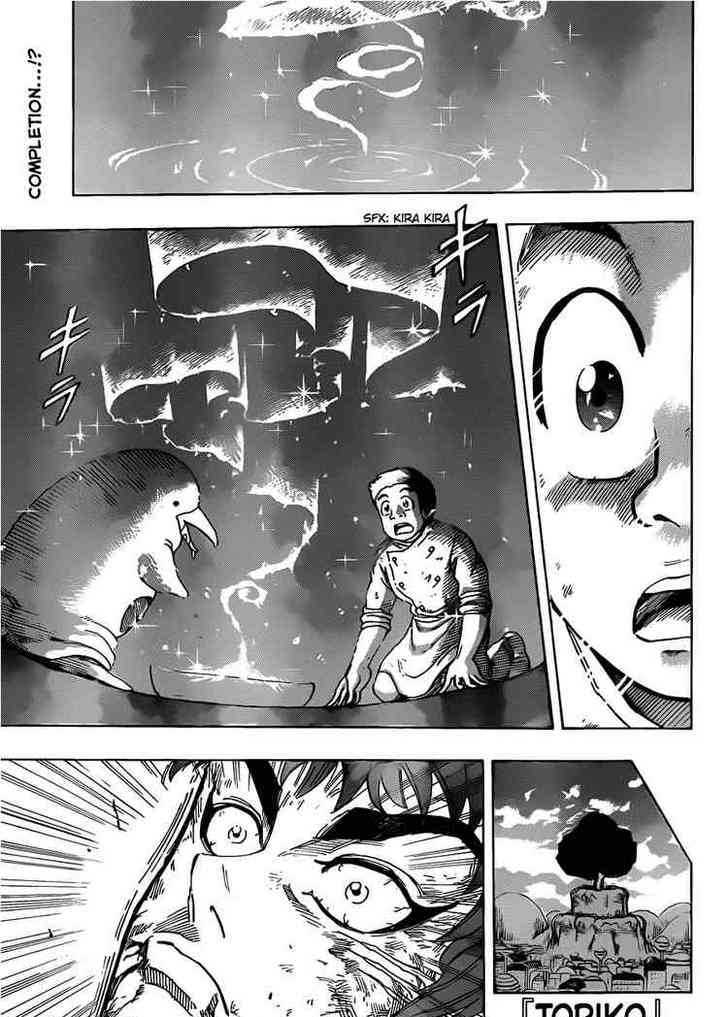 COMPLETION...!?
SFX: KIRA KIRA
キラ
キラ
『TORIKO』